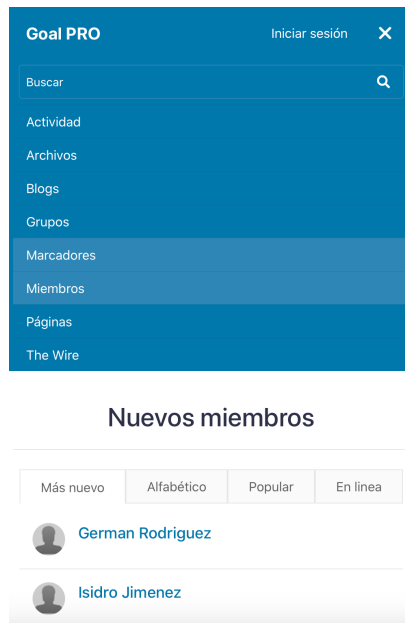 Goal PRO Iniciar sesión
Buscar
Actividad
Archivos
Blogs
Grupos
Marcadores
Miembros
Páginas
The Wire
Nuevos miembros
Más nuevo Alfabético Popular En linea
German Rodriguez
Isidro Jimenez